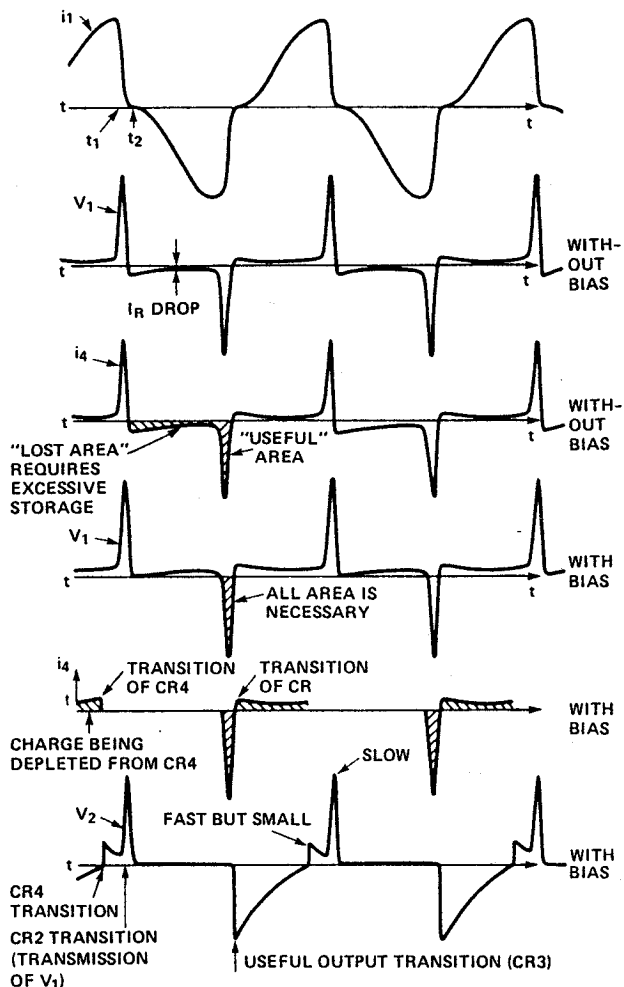 i1
t
t1
t2
t
V1
t
IR DROP
t
WITH-
OUT
BIAS
i4
t
"LOST AREA"
REQUIRES
EXCESSIVE
STORAGE
"USEFUL"
AREA
WITH-
OUT
BIAS
V1
t
ALL AREA IS
NECESSARY
t
WITH
BIAS
i4
t
TRANSITION
OF CR4
TRANSITION
OF CR
WITH
BIAS
CHARGE BEING
DEPLETED FROM CR4
SLOW
V2
FAST BUT SMALL
t
WITH
BIAS
CR4
TRANSITION
CR2 TRANSITION
(TRANSMISSION
OF V1)
USEFUL OUTPUT TRANSITION (CR3)